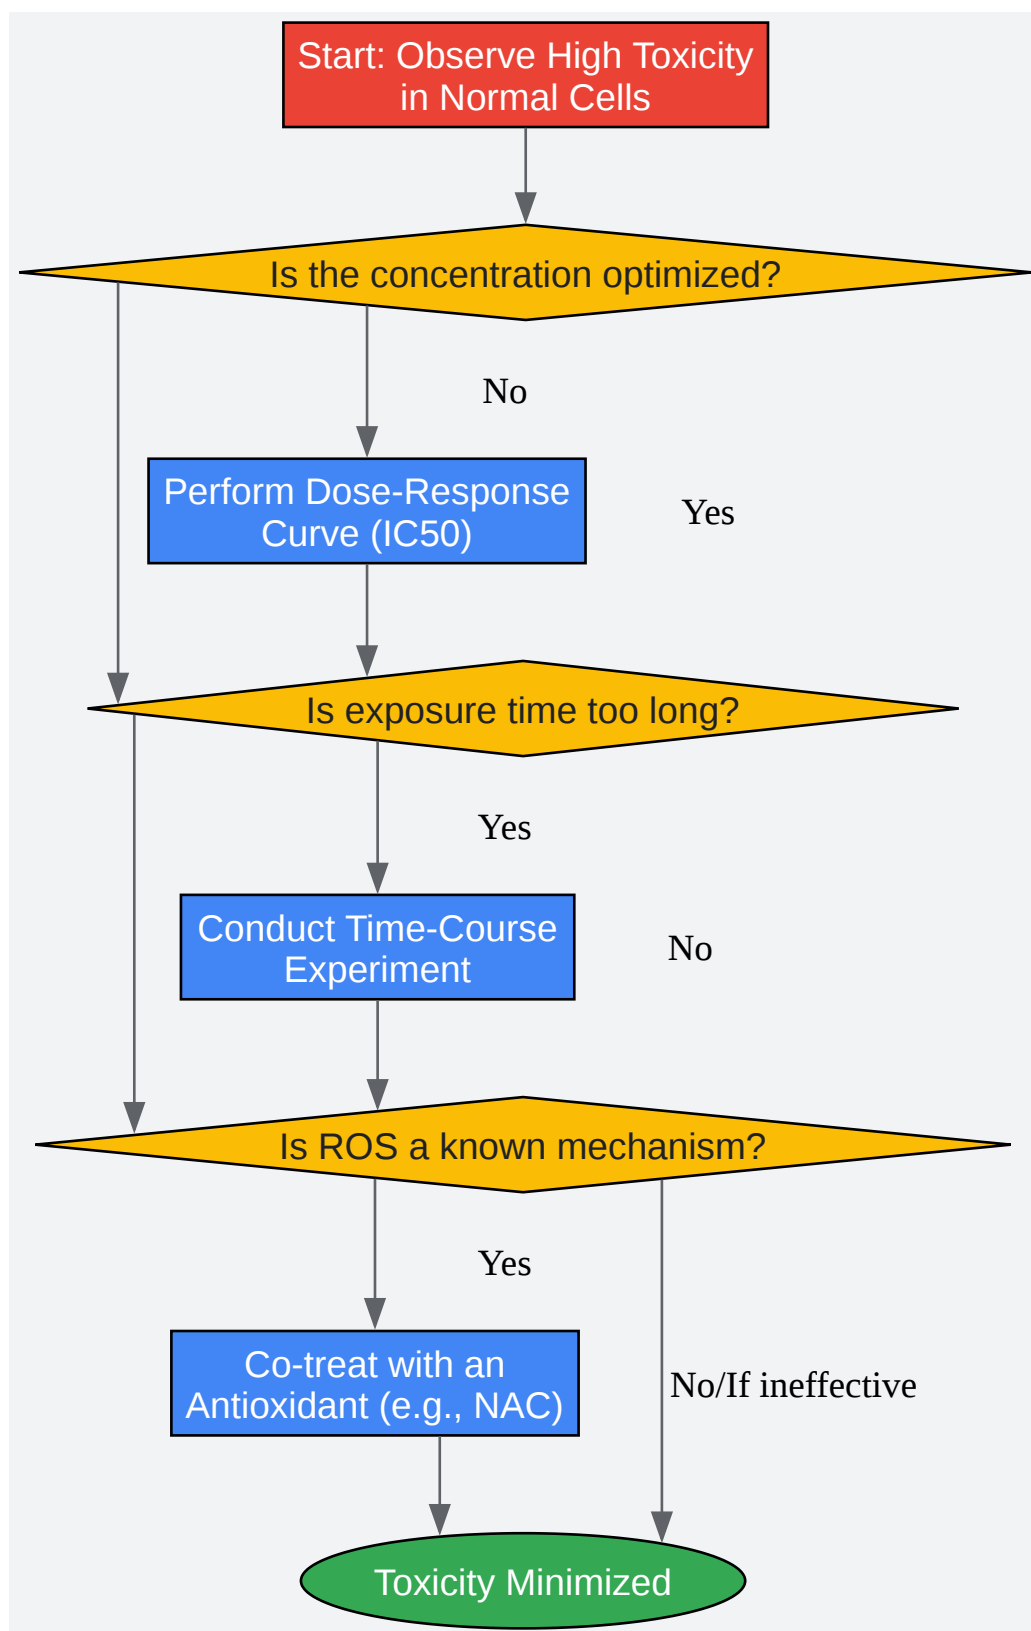 Start: Observe High Toxicity
in Normal Cells
Is the concentration optimized?
No
Perform Dose-Response
Curve (IC50)
Yes
Is exposure time too long?
Yes
Conduct Time-Course
Experiment
No
Is ROS a known mechanism?
Yes
Co-treat with an
Antioxidant (e.g., NAC)
No/If ineffective
Toxicity Minimized